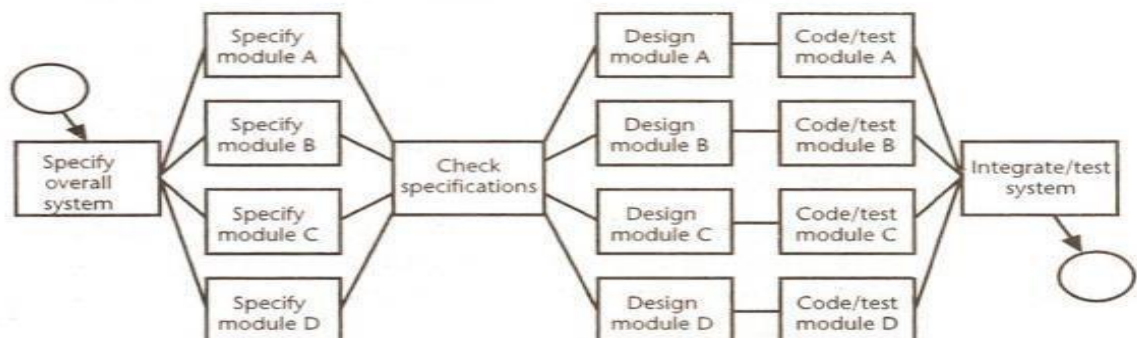 Specify
overall
system
Specify
module A
Specify
module B
Specify
module C
Specify
module D
Check
specifications
Design
module A
Design
module B
Design
module C
Design
module D
Code/test
module A
Code/test
module B
Code/test
module C
Code/test
module D
Integrate/test
system